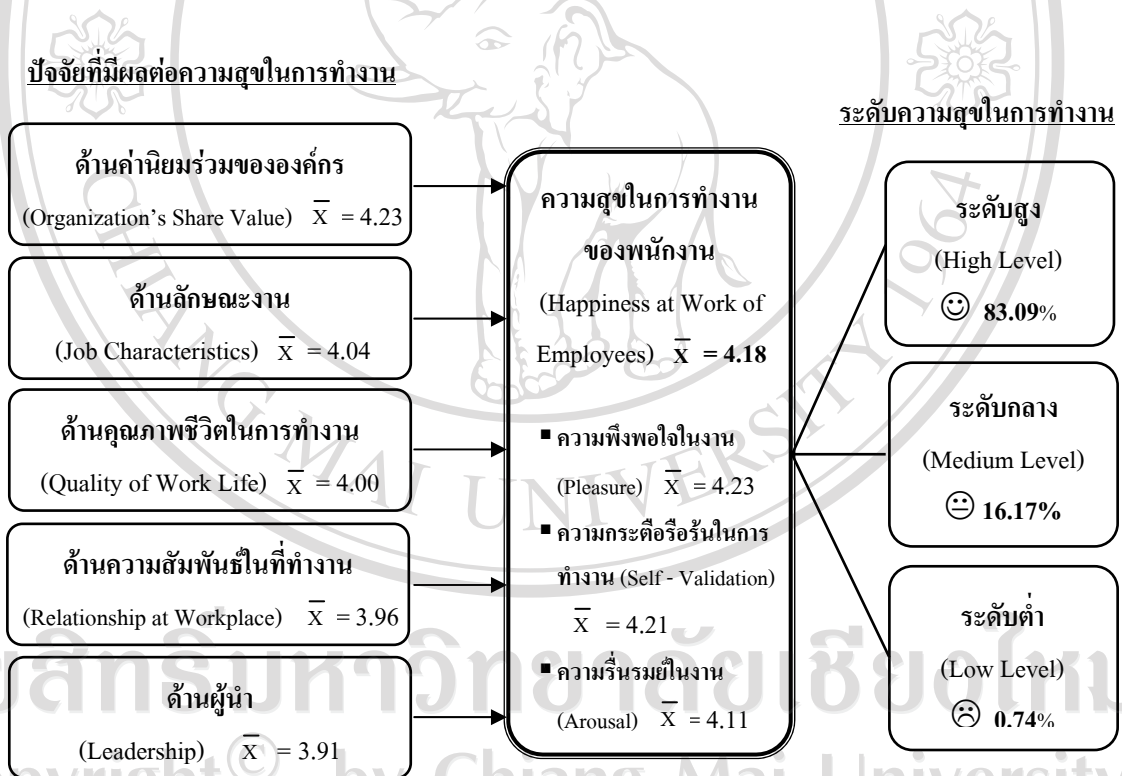 ปัจจัยที่มีผลต่อความสุขในการทำงาน
ด้านค่านิยมร่วมขององค์กร
(Organization's Share Value) X̅ = 4.23
ด้านลักษณะงาน
(Job Characteristics) X̅ = 4.04
ด้านคุณภาพชีวิตในการทำงาน
(Quality of Work Life) X̅ = 4.00
ด้านความสัมพันธ์ในที่ทำงาน
(Relationship at Workplace) X̅ = 3.96
ด้านผู้นำ
(Leadership) X̅ = 3.91
ความสุขในการทำงาน
ของพนักงาน
(Happiness at Work of
Employees) X̅ = 4.18
▪ ความพึงพอใจในงาน
(Pleasure) X̅ = 4.23
▪ ความกระตือรือร้นในการ
ทำงาน (Self - Validation)
X̅ = 4.21
▪ ความรื่นรมย์ในงาน
(Arousal) X̅ = 4.11
ระดับความสุขในการทำงาน
ระดับสูง
(High Level)
☺ 83.09%
ระดับกลาง
(Medium Level)
😐 16.17%
ระดับต่ำ
(Low Level)
☹ 0.74%
CHIANG MAI UNIVERSITY 1964
by Chiang Mai University